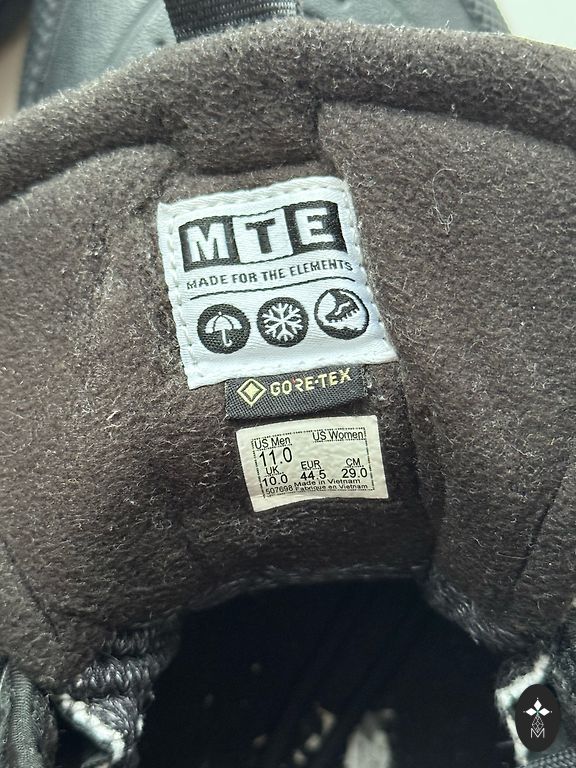 MTE
MADE FOR THE ELEMENTS
GORE-TEX
US Men US Women
11.0
UK EUR CM
10.0 44.5 29.0
507698 Made in Vietnam
Fabriqué en Vietnam